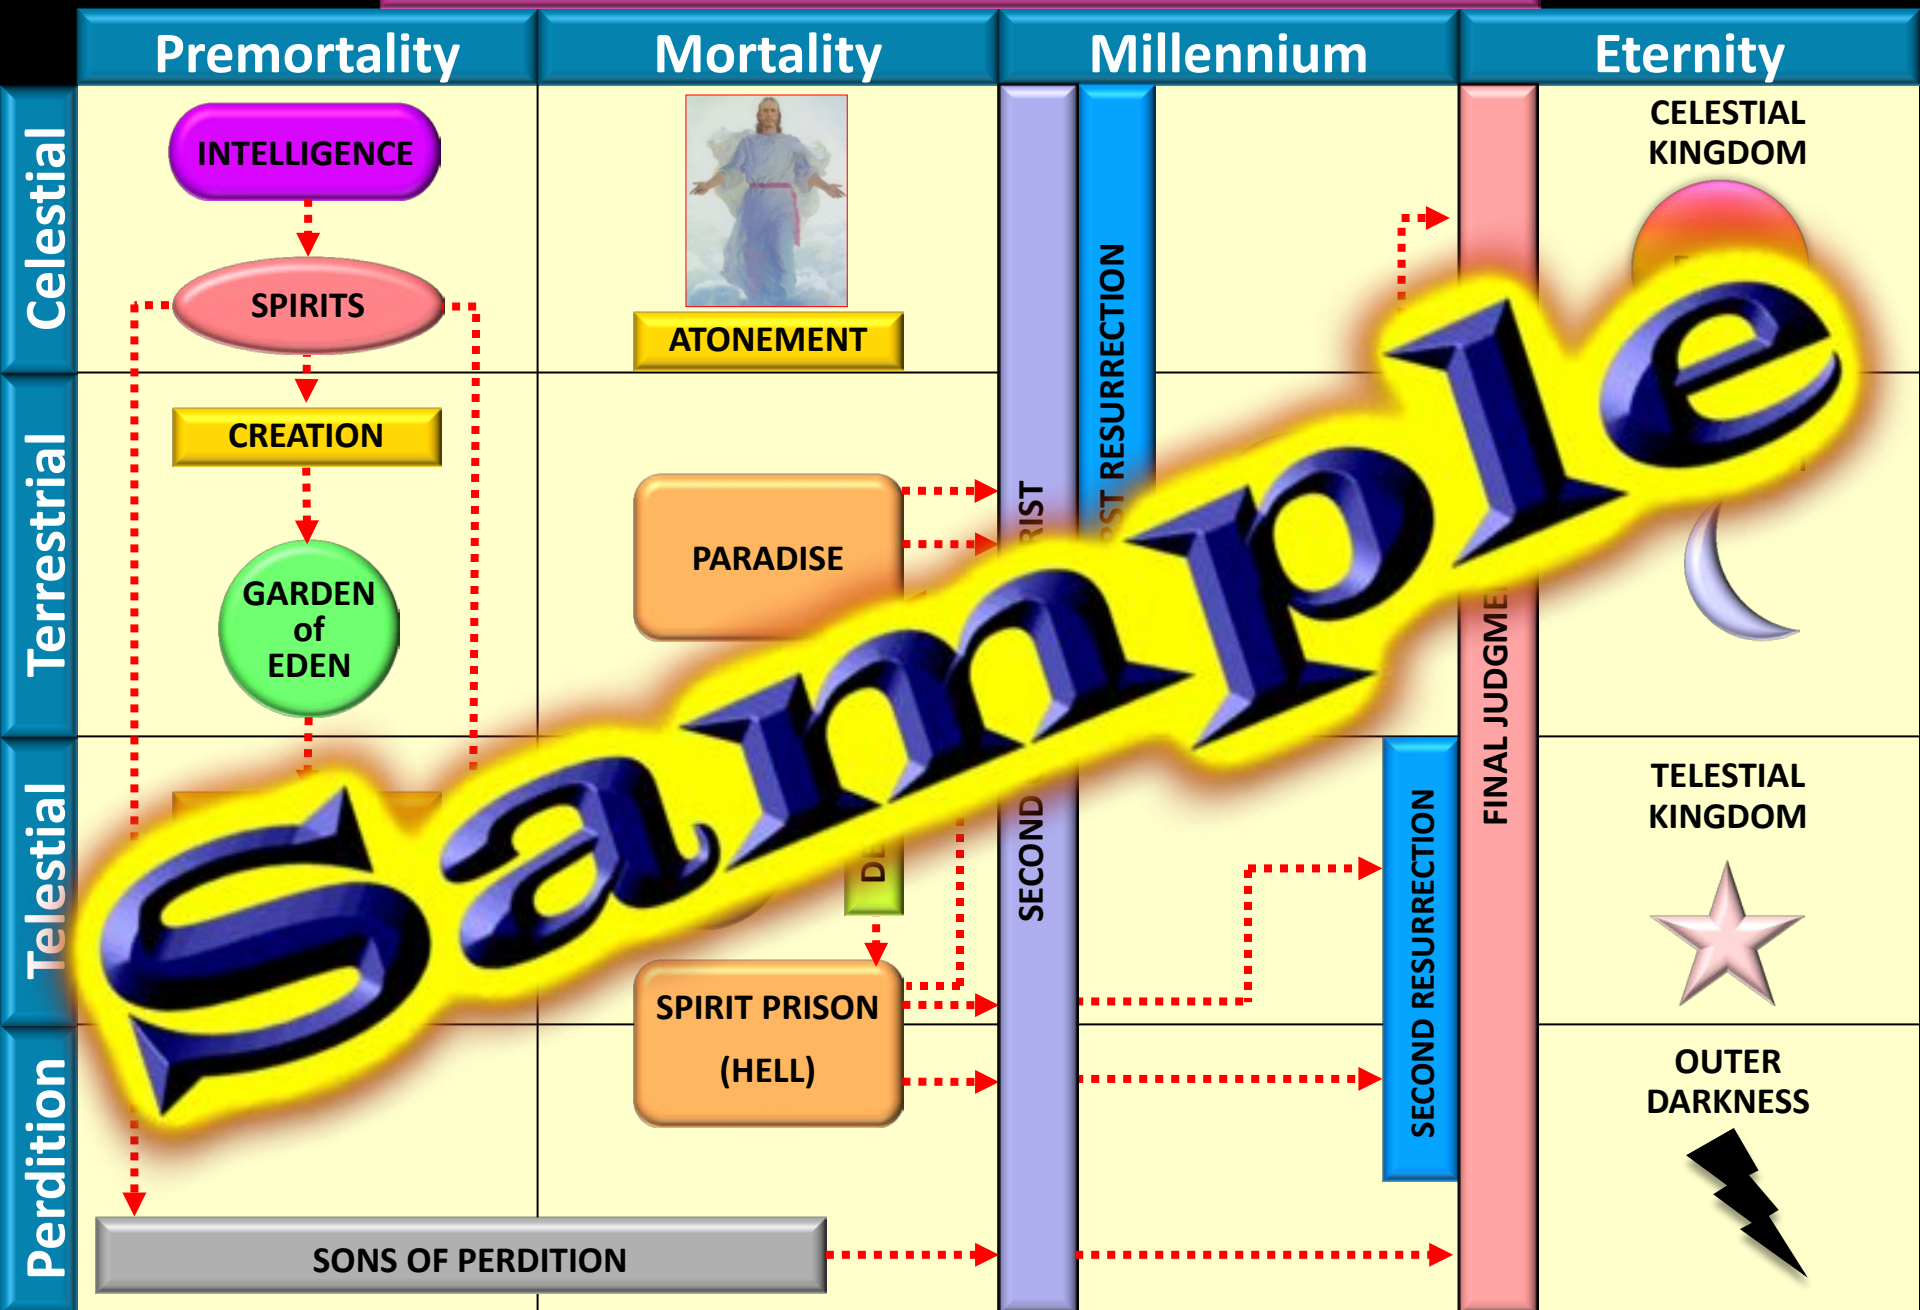 Premortality
Mortality
Millennium
Eternity
Celestial
Terrestrial
Telestial
Perdition
INTELLIGENCE
SPIRITS
CREATION
GARDEN
of
EDEN
SONS OF PERDITION
ATONEMENT
PARADISE
SPIRIT PRISON
(HELL)
SECOND
RESURRECTION
SECOND RESURRECTION
FINAL
CELESTIAL
KINGDOM
TELESTIAL
KINGDOM
OUTER
DARKNESS
Sample